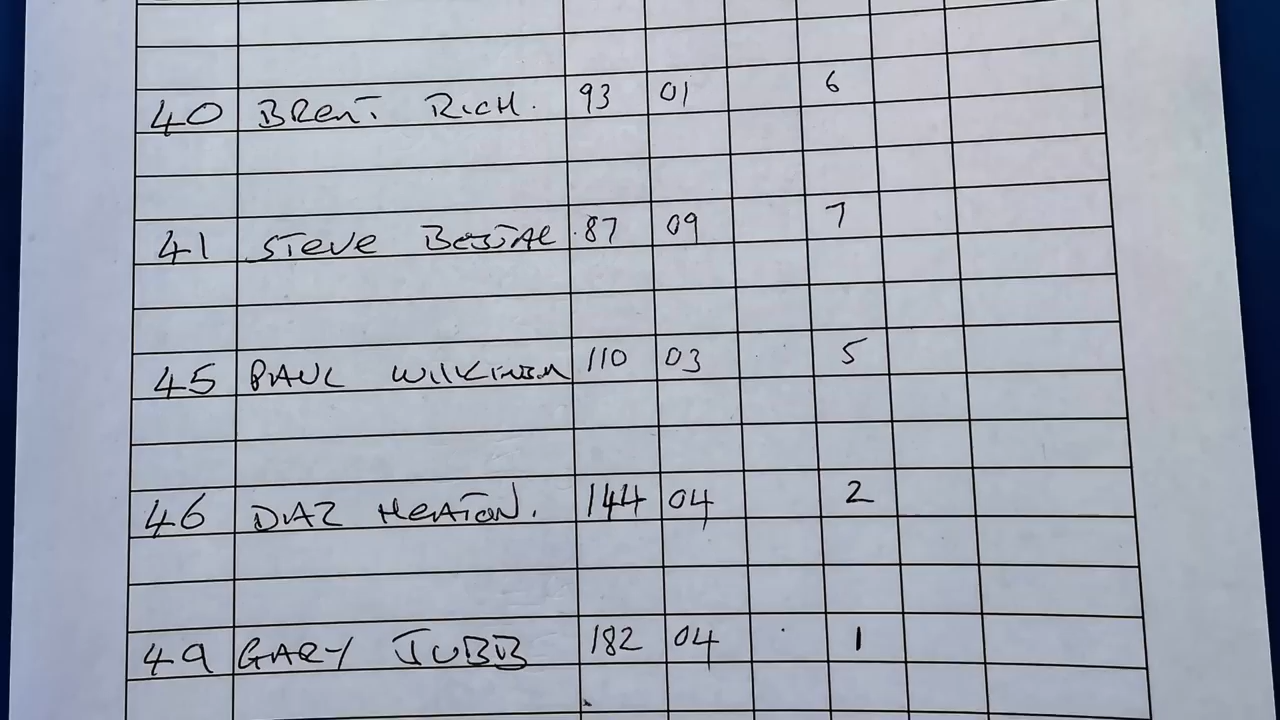 40 BRENT RICH. 93 01 6
41 STEVE 87 09 7
45 PAUL WILKINSON 110 03 5
46 DAZ HEATON. 144 04 2
49 GARY JUBB 182 04 1